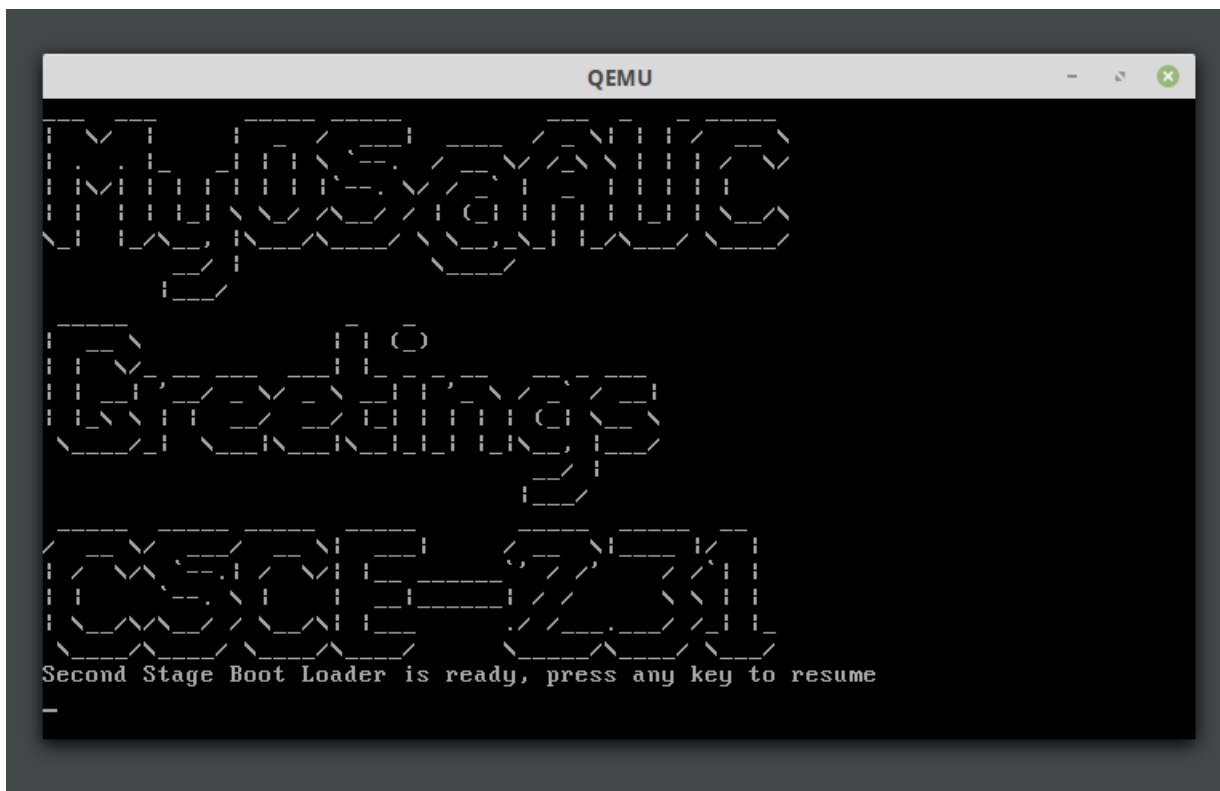 QEMU
MyOS@AUC
Greetings
CSCE-231
Second Stage Boot Loader is ready, press any key to resume